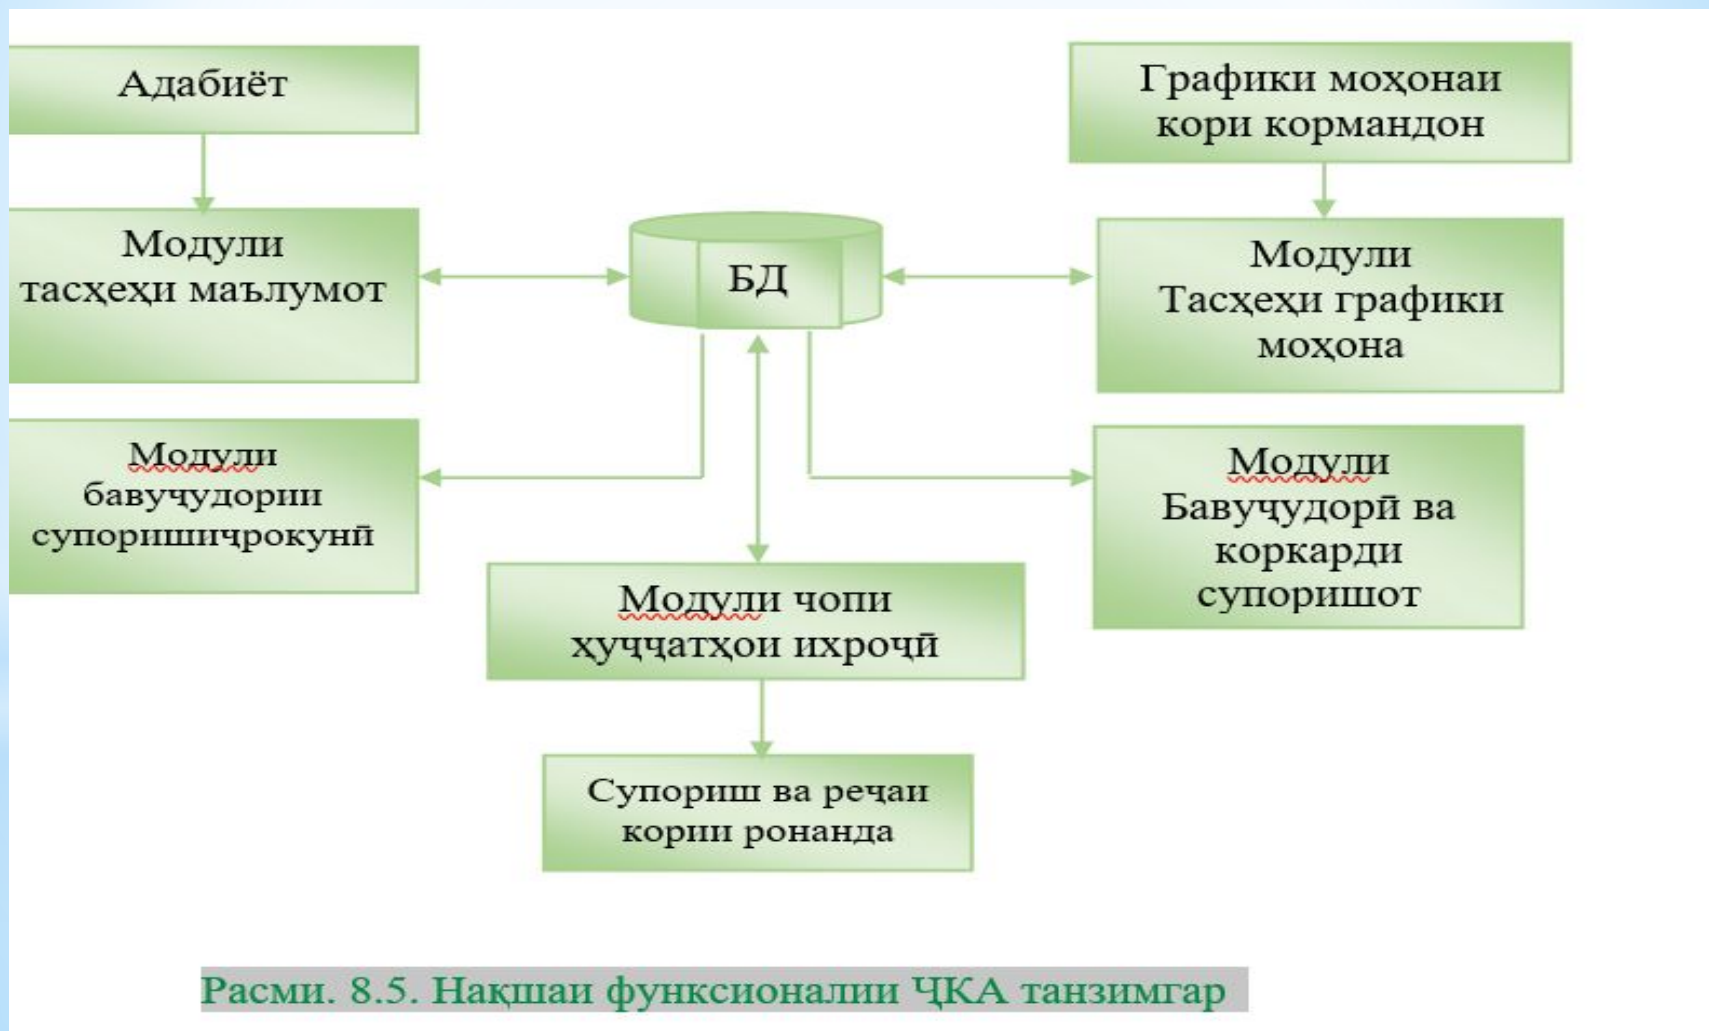 Адабиёт
Графики моҳонаи
кори кормандон
Модули
тасҳеҳи маълумот
БД
Модули
Тасҳеҳи графики
моҳона
Модули
бавуҷудории
супоришиҷрокунӣ
Модули
Бавуҷудорӣ ва
коркарди
супоришот
Модули чопи
ҳуҷҷатҳои ихроҷӣ
Супориш ва реҷаи
кории ронанда
Расми. 8.5. Нақшаи функсионалии ҶКА танзимгар